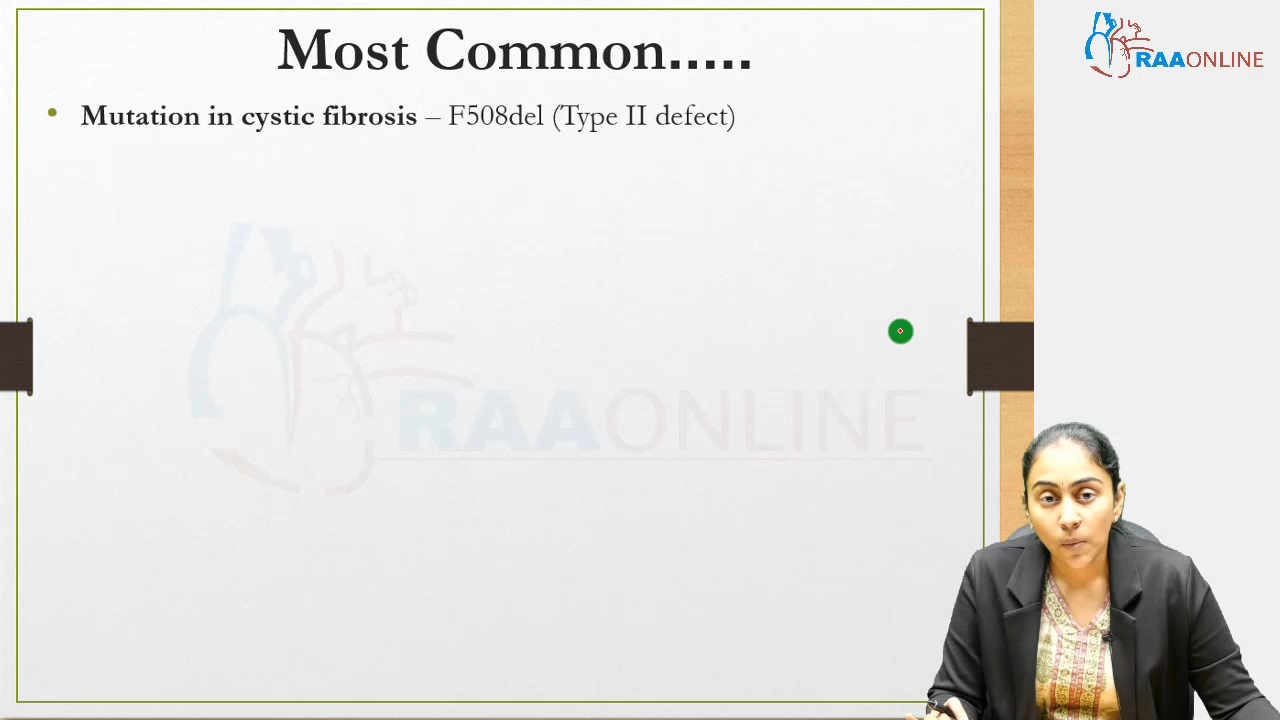 Most Common.....
RAAONLINE
• Mutation in cystic fibrosis – F508del (Type II defect)
RAAONLINE